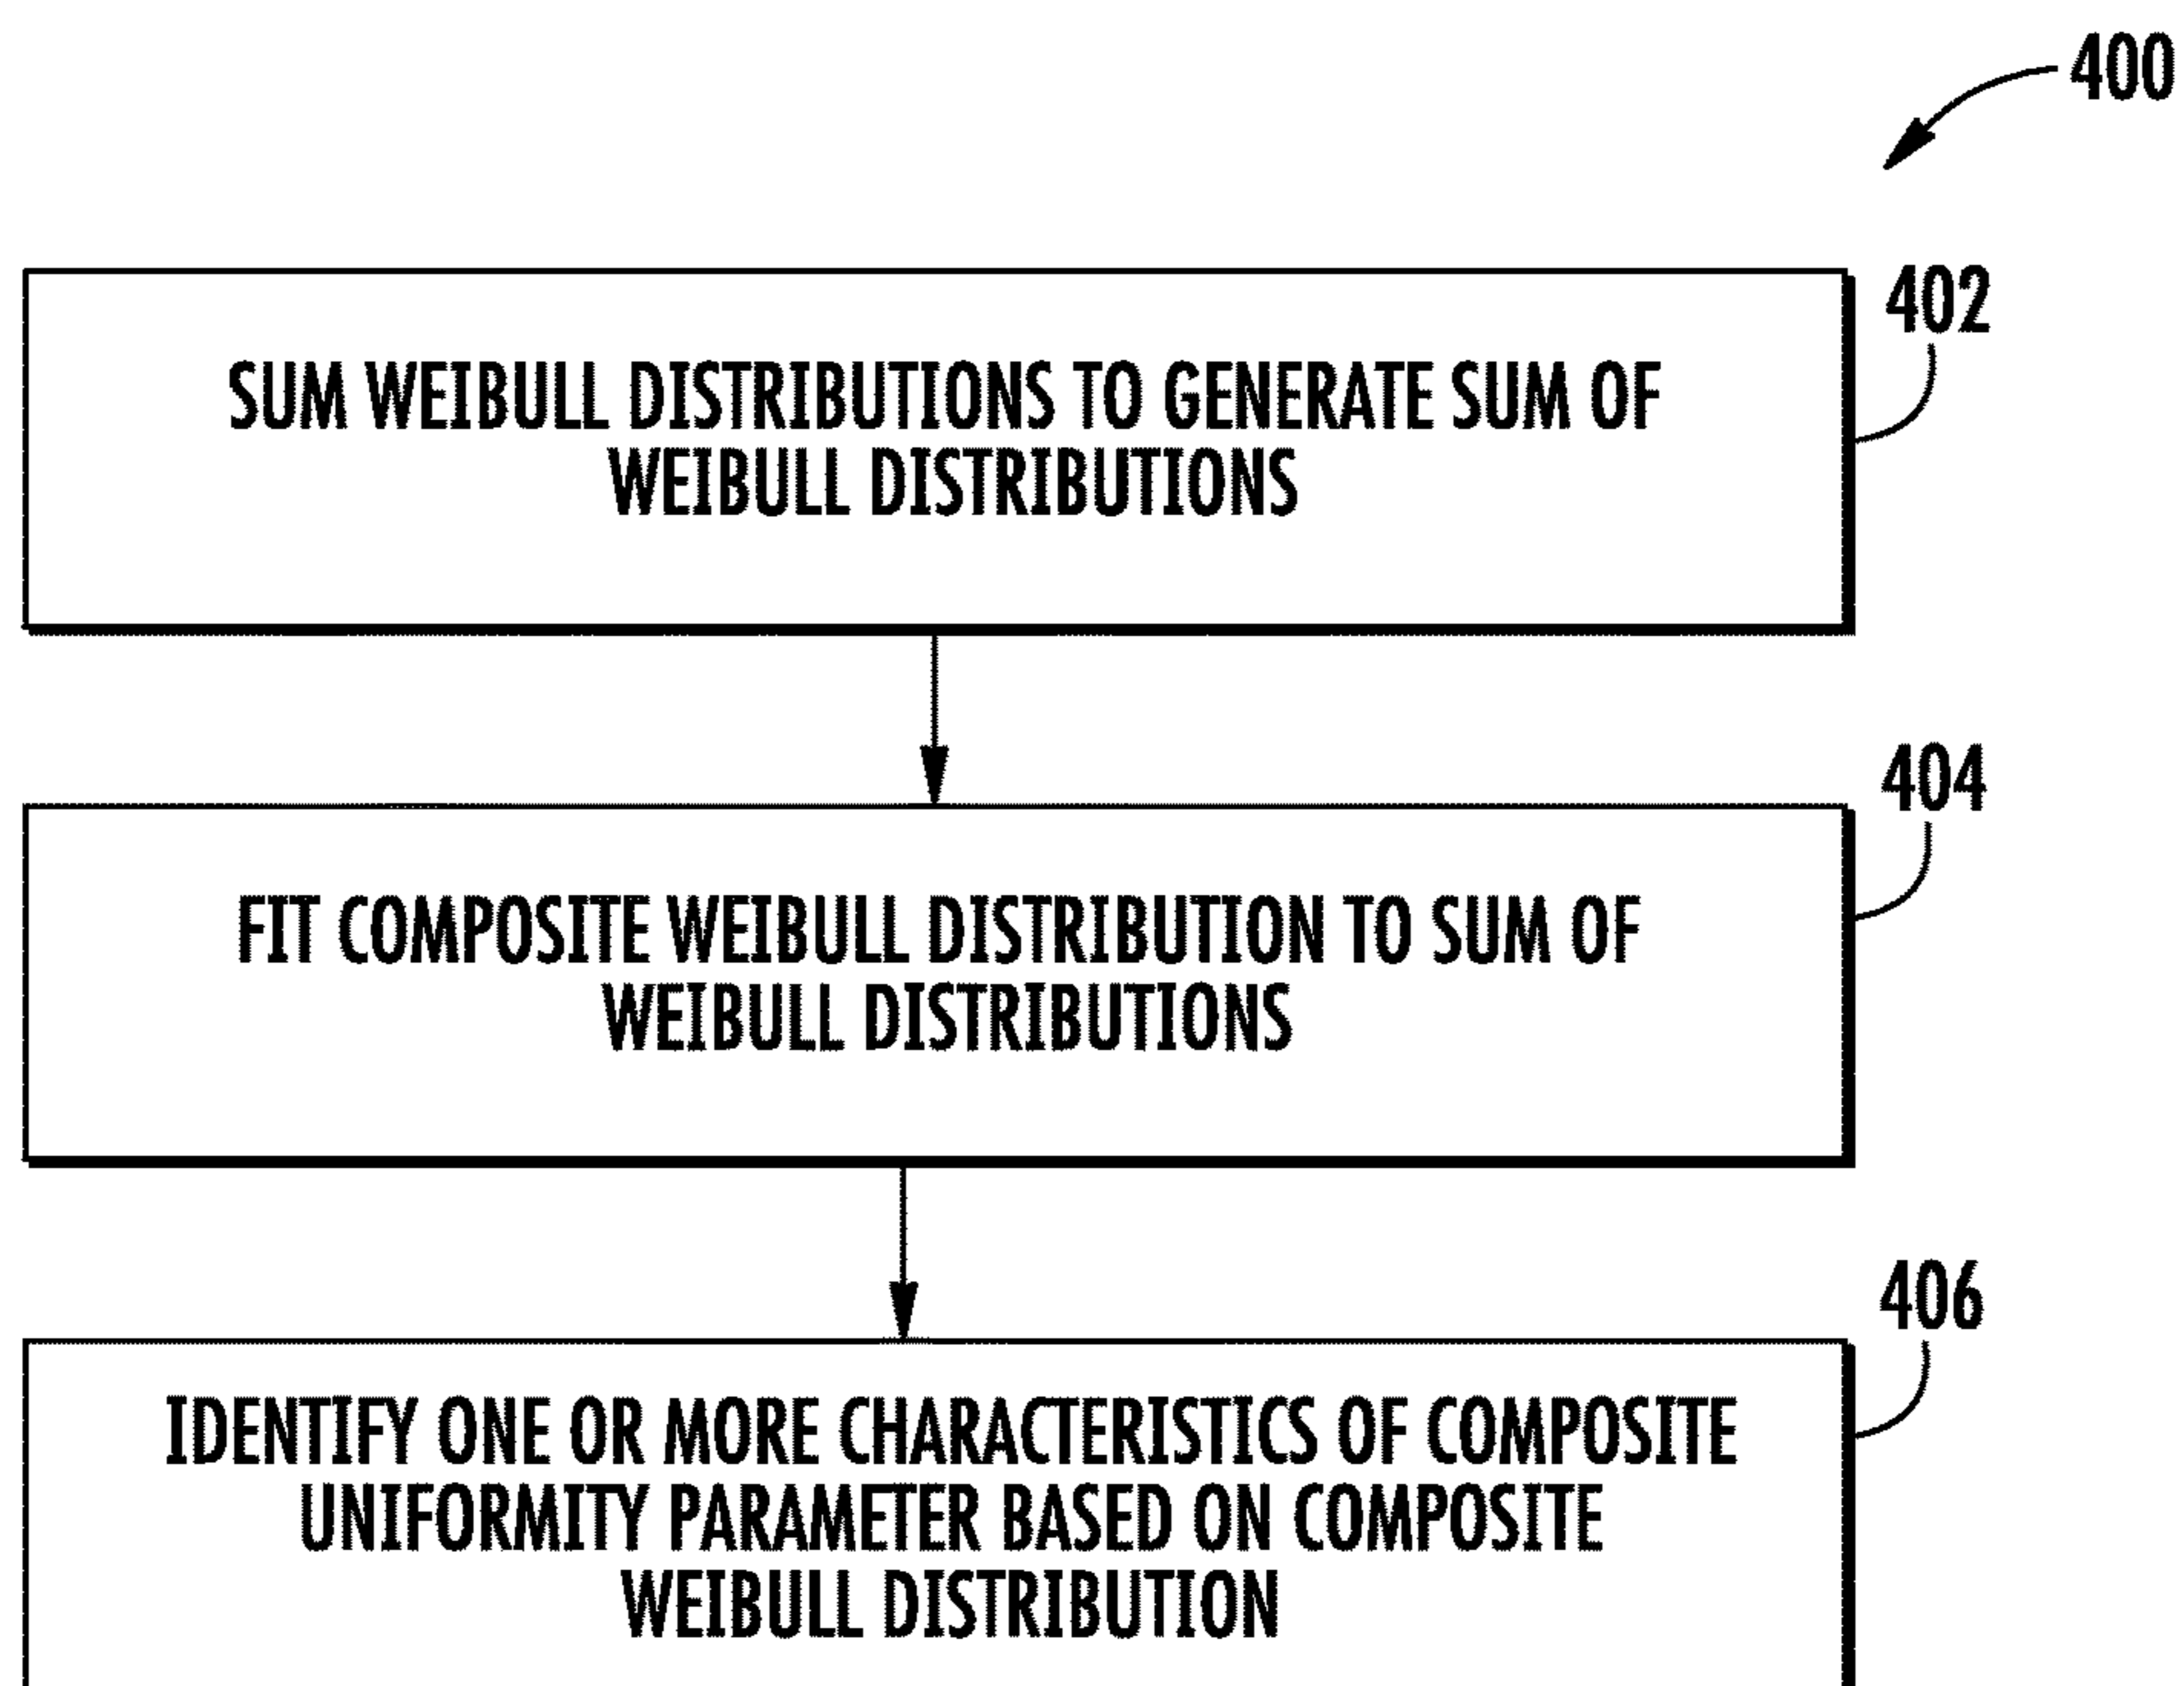 400
402
SUM WEIBULL DISTRIBUTIONS TO GENERATE SUM OF
WEIBULL DISTRIBUTIONS
404
FIT COMPOSITE WEIBULL DISTRIBUTION TO SUM OF
WEIBULL DISTRIBUTIONS
406
IDENTIFY ONE OR MORE CHARACTERISTICS OF COMPOSITE
UNIFORMITY PARAMETER BASED ON COMPOSITE
WEIBULL DISTRIBUTION